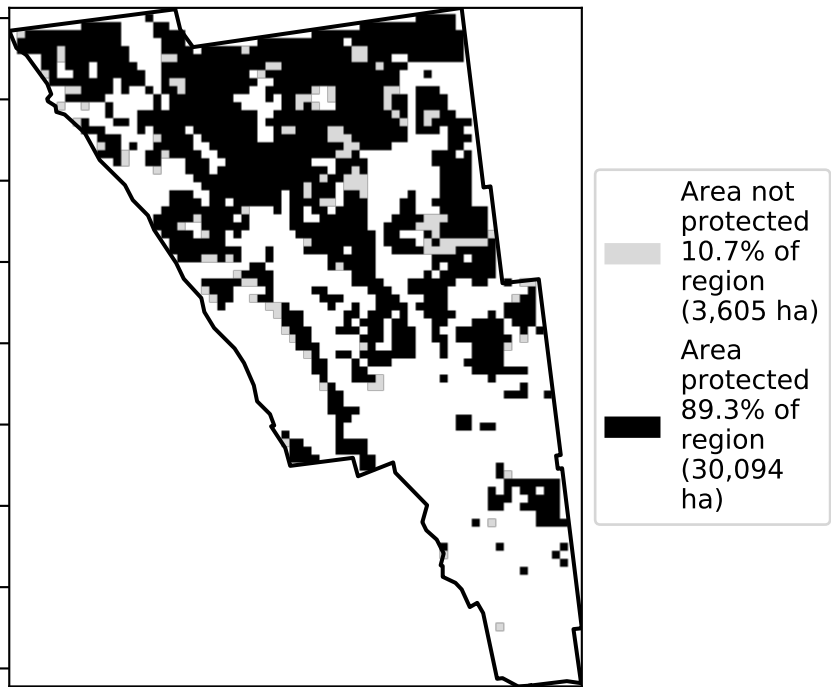 Area not
protected
10.7% of
region
(3,605 ha)
Area
protected
89.3% of
region
(30,094
ha)